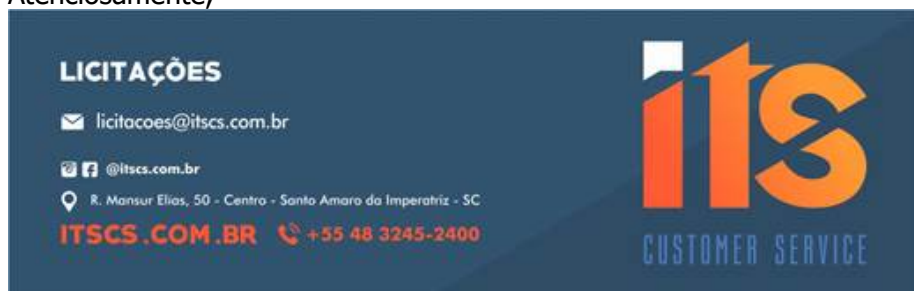 Atenciosamente,
LICITAÇÕES
licitacoes@itscs.com.br
@itscs.com.br
R. Mansur Elias, 50 - Centro - Santo Amaro da Imperatriz - SC
ITSCS.COM.BR +55 48 3245-2400
its
CUSTOMER SERVICE